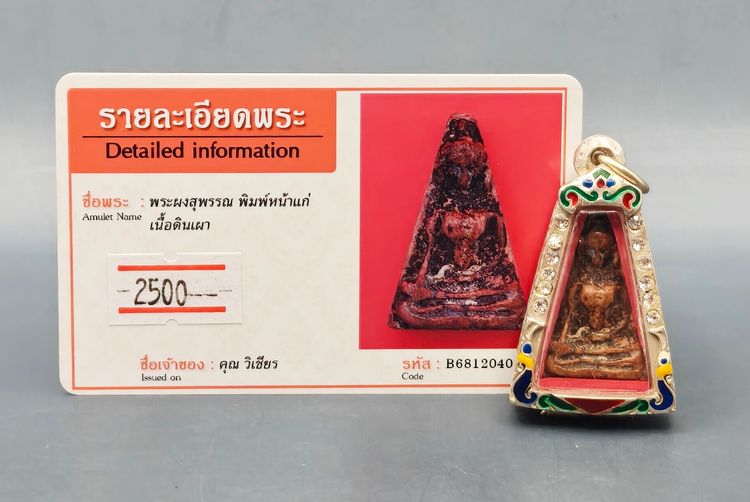 รายละเอียดพระ
Detailed information
ชื่อพระ : พระผงสุพรรณ พิมพ์หน้าแก่
Amulet Name เนื้อดินเผา
2500
ชื่อเจ้าของ : คุณ วิเชียร
Issued on
รหัส : B6812040
Code